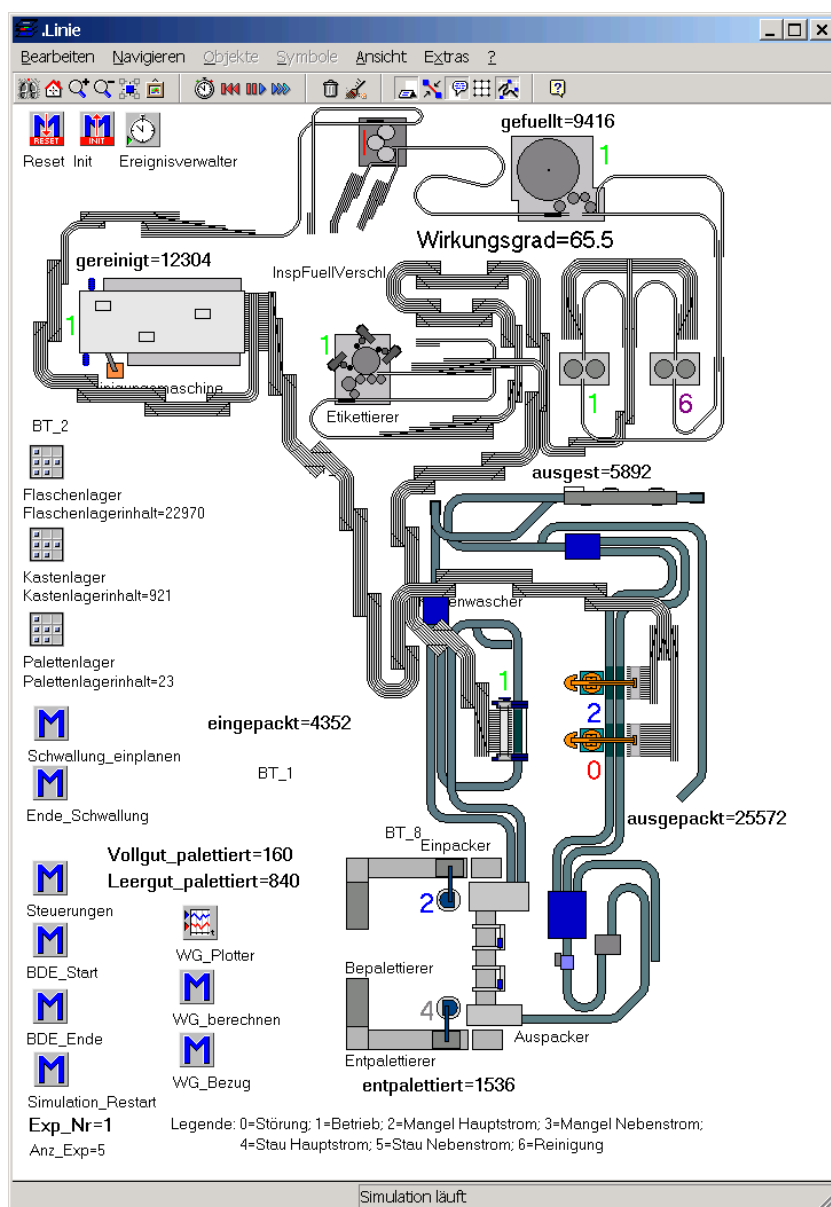 .Linie
Bearbeiten Navigieren Objekte Symbole Ansicht Extras ?
RESET INIT
Reset Init Ereignisverwalter
gefuellt=9416
1
Wirkungsgrad=65.5
gereinigt=12304
InspFuellVerschl
1
1
inigungsmaschine
Etikettierer
1 6
BT_2
ausgest=5892
Flaschenlager
Flaschenlagerinhalt=22970
Kastenlager
Kastenlagerinhalt=921
enwascher
Palettenlager
Palettenlagerinhalt=23
1
2
eingepackt=4352
Schwallung_einplanen
BT_1
0
Ende_Schwallung
ausgepackt=25572
BT_8
Einpacker
Vollgut_palettiert=160
Leergut_palettiert=840
2
Steuerungen
WG_Plotter
Bepalettierer
BDE_Start
4
WG_berechnen
BDE_Ende
Auspacker
Entpalettierer
WG_Bezug
entpalettiert=1536
Simulation_Restart
Exp_Nr=1
Anz_Exp=5
Legende: 0=Störung; 1=Betrieb; 2=Mangel Hauptstrom; 3=Mangel Nebenstrom;
4=Stau Hauptstrom; 5=Stau Nebenstrom; 6=Reinigung
Simulation läuft